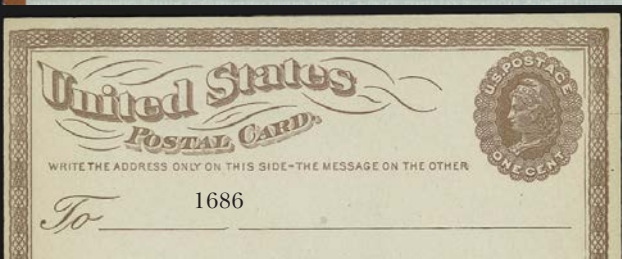 United States
POSTAL CARD.
WRITE THE ADDRESS ONLY ON THIS SIDE-THE MESSAGE ON THE OTHER
U.S.POSTAGE
ONE CENT
1686
To